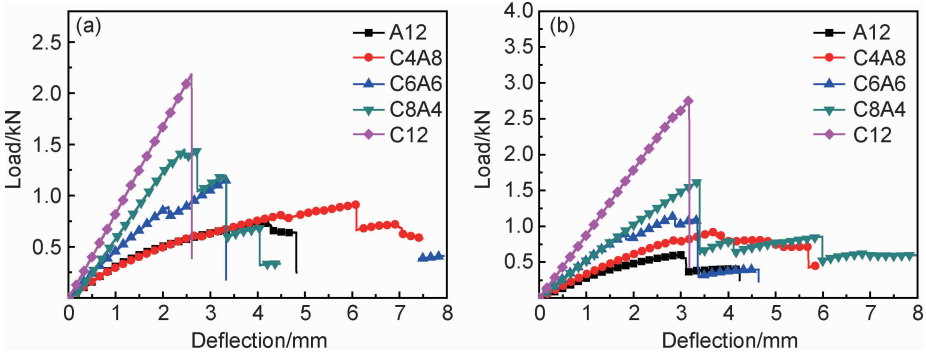 (a)
A12
C4A8
C6A6
C8A4
C12
Load/kN
2.5
2.0
1.5
1.0
0.5
0 1 2 3 4 5 6 7 8
Deflection/mm
(b)
A12
C4A8
C6A6
C8A4
C12
Load/kN
4.0
3.5
3.0
2.5
2.0
1.5
1.0
0.5
0 1 2 3 4 5 6 7 8
Deflection/mm